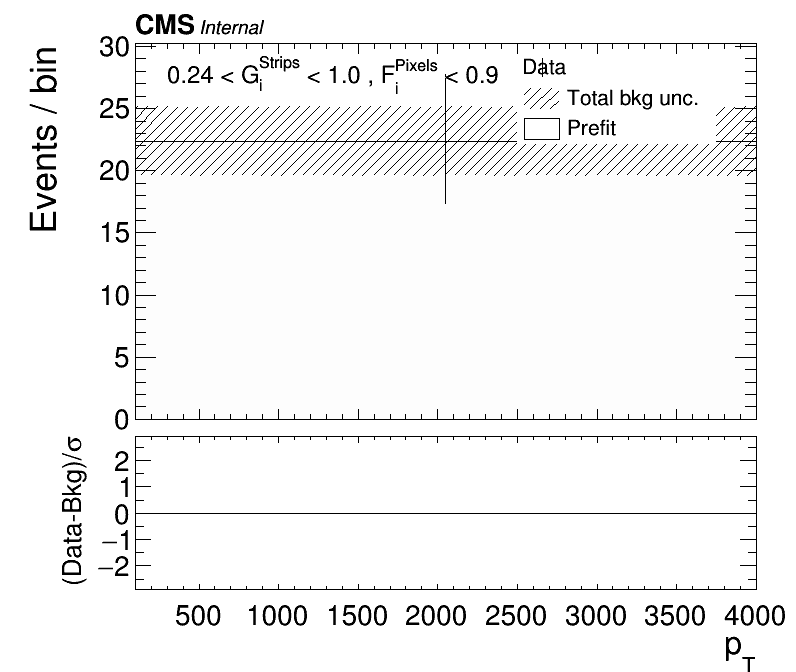 CMS Internal
Events / bin
30
25
20
15
10
5
0
0.24 < G_i^Strips < 1.0 , F_i^Pixels < 0.9
Data
Total bkg unc.
Prefit
(Data-Bkg)/σ
2
1
0
−1
−2
500 1000 1500 2000 2500 3000 3500 4000
p_T